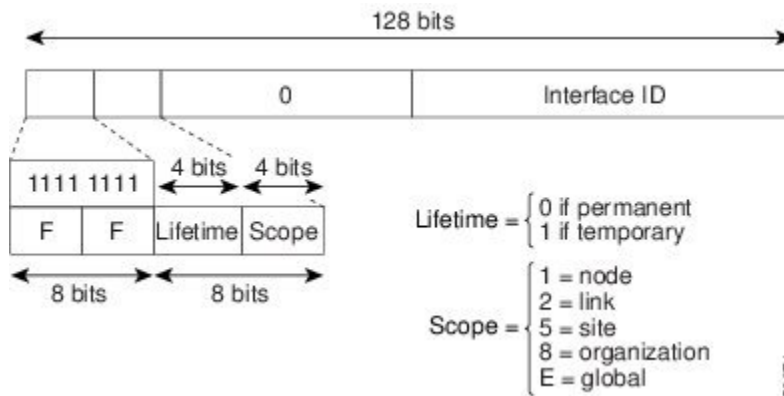 128 bits
0 Interface ID
4 bits 4 bits
1111 1111
F F Lifetime Scope
8 bits 8 bits
Lifetime = 0 if permanent
1 if temporary
Scope = 1 = node
2 = link
5 = site
8 = organization
E = global